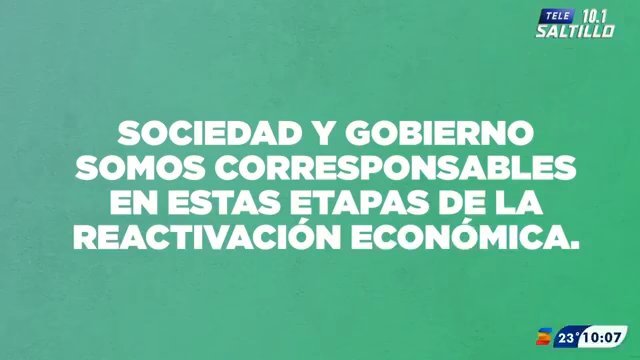 TELE 10.1
SALTILLO
SOCIEDAD Y GOBIERNO
SOMOS CORRESPONSABLES
EN ESTAS ETAPAS DE LA
REACTIVACIÓN ECONÓMICA.
23° 10:07